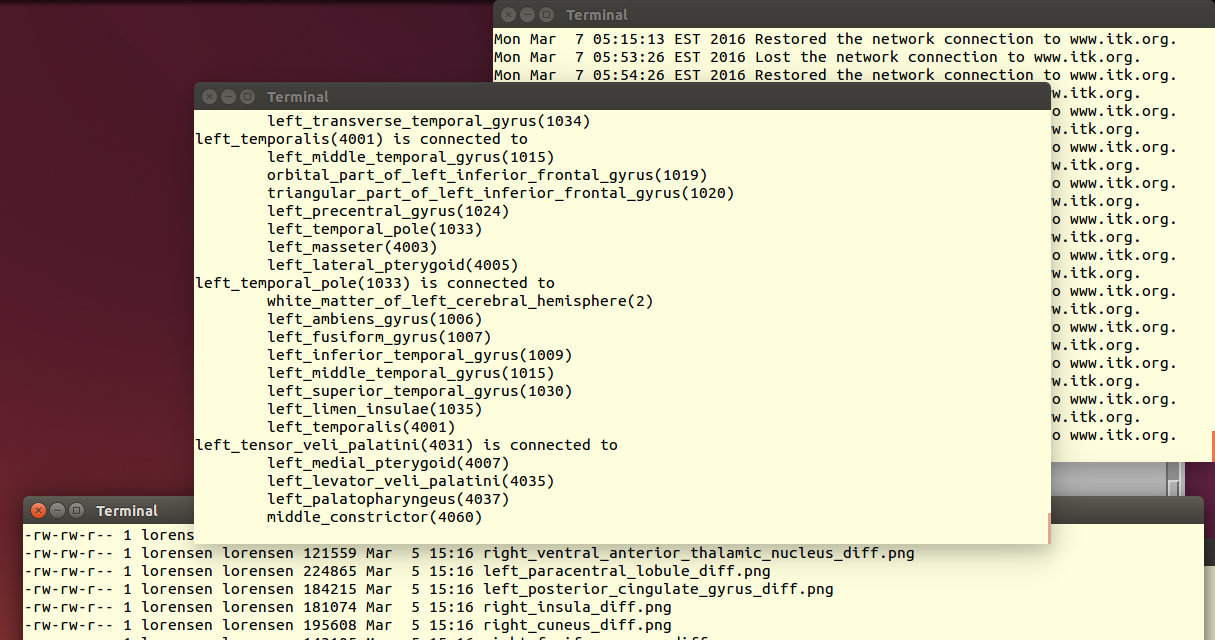 Terminal
Mon Mar  7 05:15:13 EST 2016 Restored the network connection to www.itk.org.
Mon Mar  7 05:53:26 EST 2016 Lost the network connection to www.itk.org.
Mon Mar  7 05:54:26 EST 2016 Restored the network connection to www.itk.org.
w.itk.org.
o www.itk.org.
w.itk.org.
o www.itk.org.
w.itk.org.
o www.itk.org.
w.itk.org.
o www.itk.org.
w.itk.org.
o www.itk.org.
w.itk.org.
o www.itk.org.
w.itk.org.
o www.itk.org.
w.itk.org.
o www.itk.org.
w.itk.org.
o www.itk.org.
w.itk.org.
o www.itk.org.
Terminal
left_transverse_temporal_gyrus(1034)
left_temporalis(4001) is connected to
left_middle_temporal_gyrus(1015)
orbital_part_of_left_inferior_frontal_gyrus(1019)
triangular_part_of_left_inferior_frontal_gyrus(1020)
left_precentral_gyrus(1024)
left_temporal_pole(1033)
left_masseter(4003)
left_lateral_pterygoid(4005)
left_temporal_pole(1033) is connected to
white_matter_of_left_cerebral_hemisphere(2)
left_ambiens_gyrus(1006)
left_fusiform_gyrus(1007)
left_inferior_temporal_gyrus(1009)
left_middle_temporal_gyrus(1015)
left_superior_temporal_gyrus(1030)
left_limen_insulae(1035)
left_temporalis(4001)
left_tensor_veli_palatini(4031) is connected to
left_medial_pterygoid(4007)
left_levator_veli_palatini(4035)
left_palatopharyngeus(4037)
middle_constrictor(4060)
Terminal
-rw-rw-r-- 1 lorens
-rw-rw-r-- 1 lorensen lorensen 121559 Mar  5 15:16 right_ventral_anterior_thalamic_nucleus_diff.png
-rw-rw-r-- 1 lorensen lorensen 224865 Mar  5 15:16 left_paracentral_lobule_diff.png
-rw-rw-r-- 1 lorensen lorensen 184215 Mar  5 15:16 left_posterior_cingulate_gyrus_diff.png
-rw-rw-r-- 1 lorensen lorensen 181074 Mar  5 15:16 right_insula_diff.png
-rw-rw-r-- 1 lorensen lorensen 195608 Mar  5 15:16 right_cuneus_diff.png